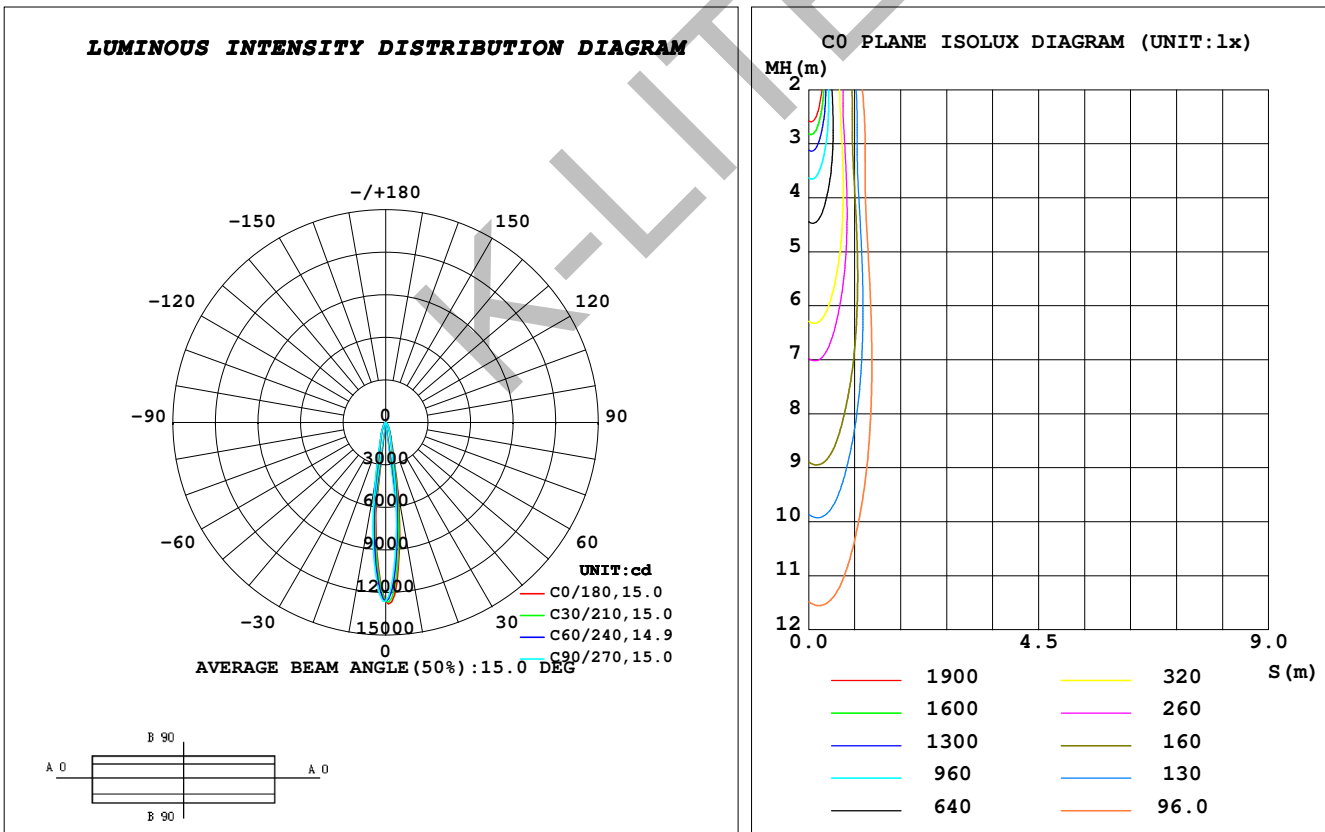 LUMINOUS INTENSITY DISTRIBUTION DIAGRAM
-/+180
-150 150
-120 120
-90 90
-60 60
-30 30
0
3000
6000
9000
12000
15000
0
UNIT:cd
C0/180,15.0
C30/210,15.0
C60/240,14.9
C90/270,15.0
AVERAGE BEAM ANGLE(50%):15.0 DEG
B 90
A 0 A 0
B 90
C0 PLANE ISOLUX DIAGRAM (UNIT:lx)
MH(m)
2
3
4
5
6
7
8
9
10
11
12
0.0 4.5 9.0
S(m)
1900 320
1600 260
1300 160
960 130
640 96.0
K-LITE